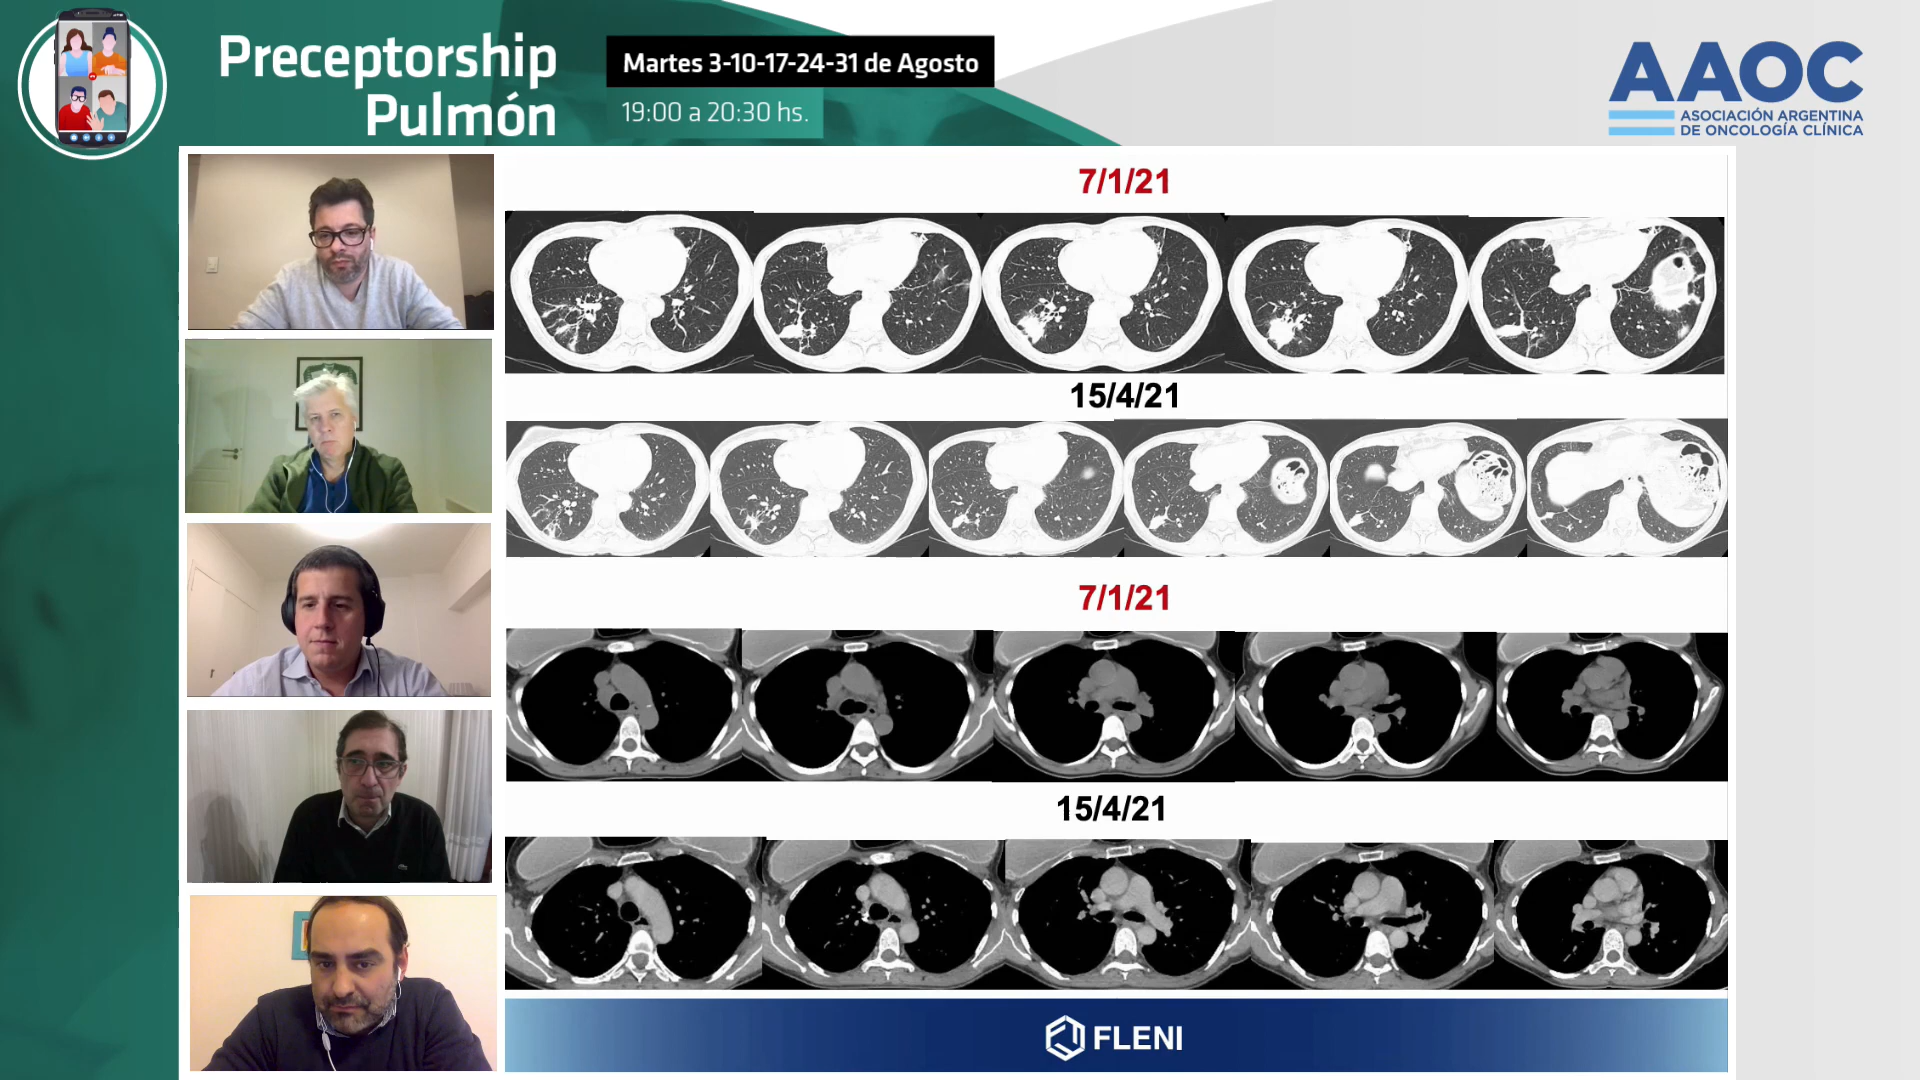 Preceptorship
Pulmón
Martes 3-10-17-24-31 de Agosto
19:00 a 20:30 hs.
AAOC
ASOCIACIÓN ARGENTINA
DE ONCOLOGÍA CLÍNICA
7/1/21
15/4/21
7/1/21
15/4/21
FLENI